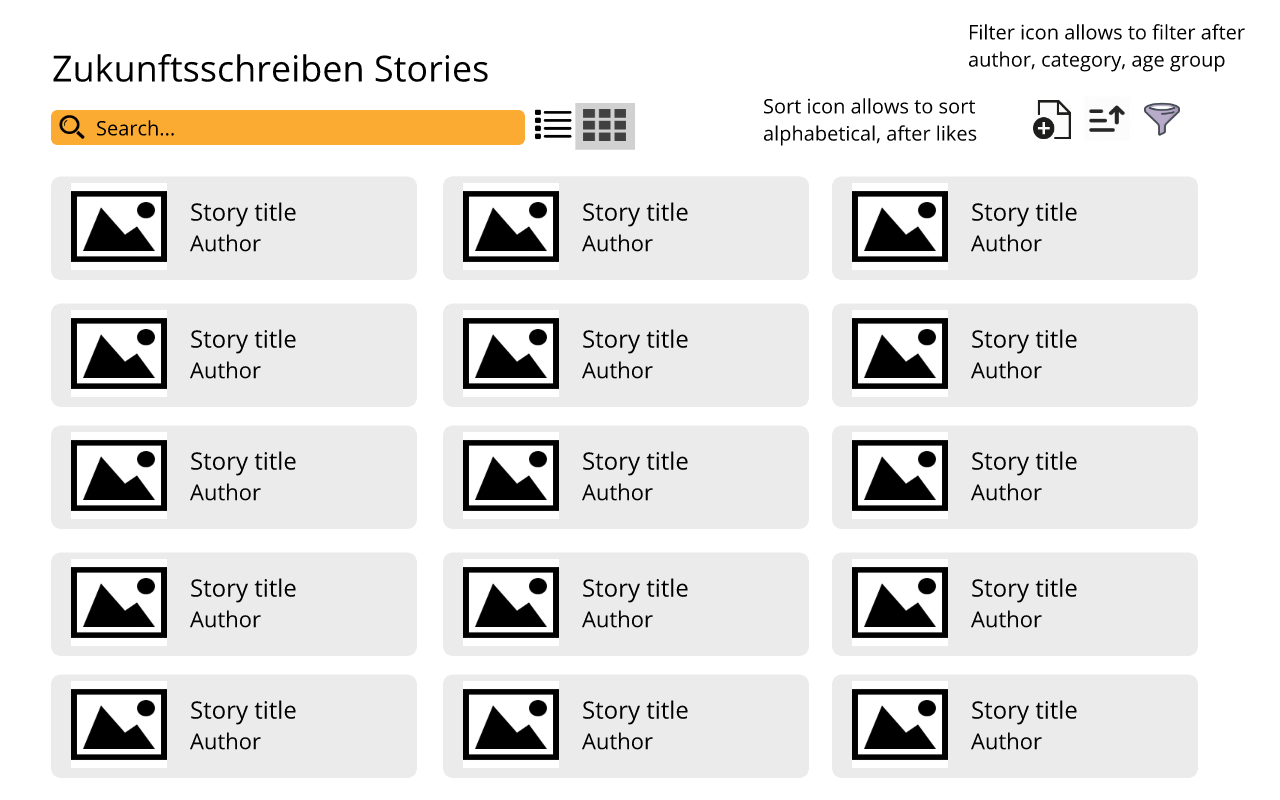 Filter icon allows to filter after
author, category, age group
Zukunftsschreiben Stories
Search...
Sort icon allows to sort
alphabetical, after likes
Story title
Author
Story title
Author
Story title
Author
Story title
Author
Story title
Author
Story title
Author
Story title
Author
Story title
Author
Story title
Author
Story title
Author
Story title
Author
Story title
Author
Story title
Author
Story title
Author
Story title
Author